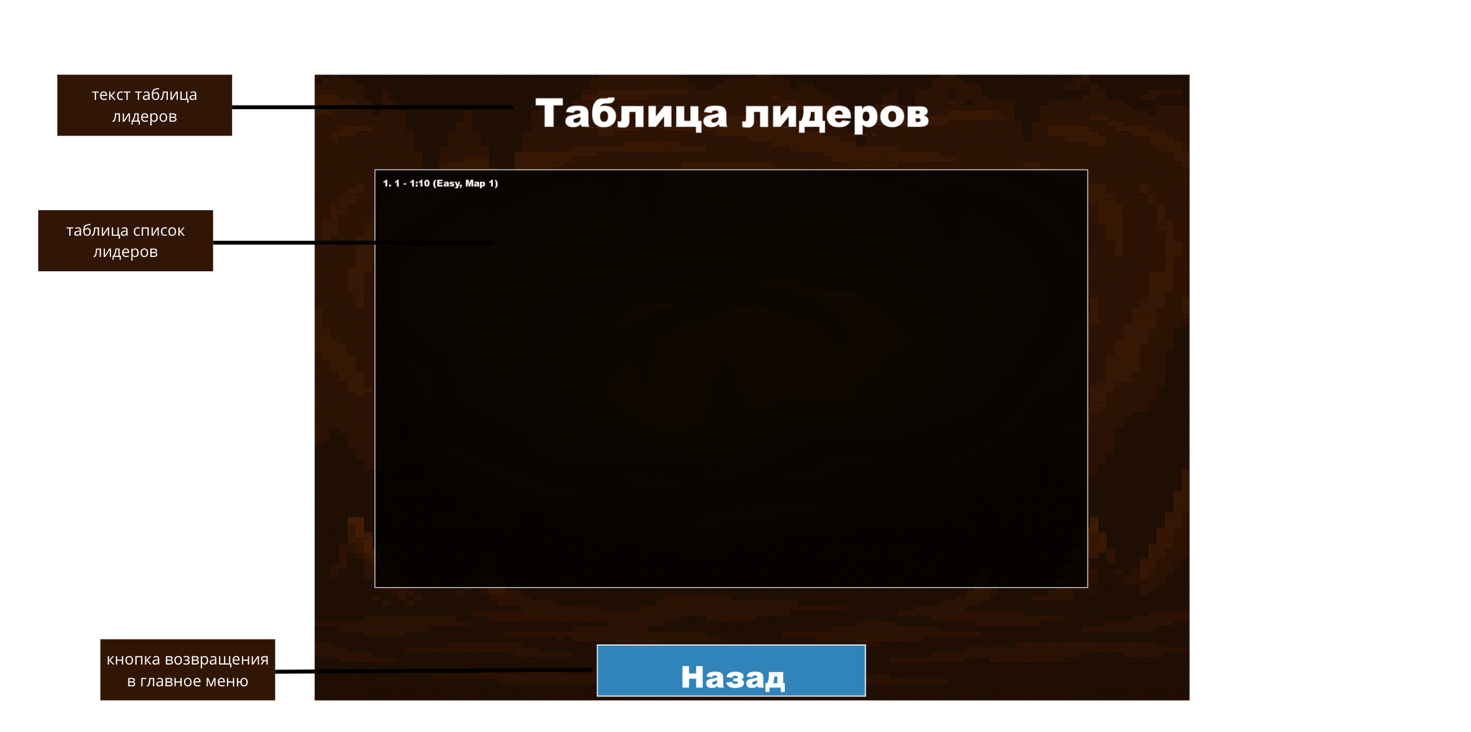 текст таблица
лидеров
Таблица лидеров
1. 1 - 1:10 (Easy, Map 1)
таблица список
лидеров
кнопка возвращения
в главное меню
Назад